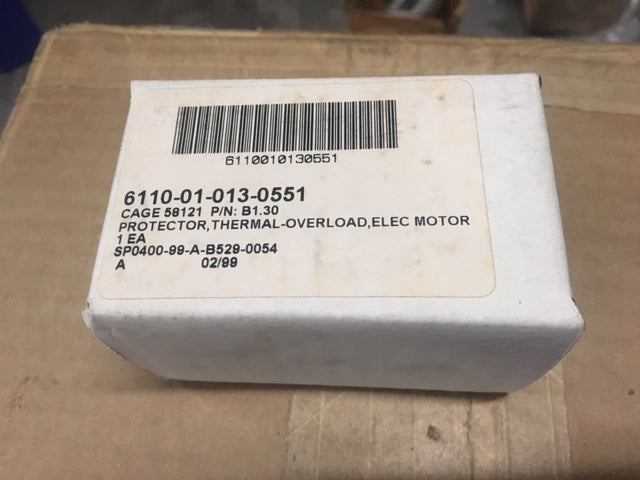 6110010130551
6110-01-013-0551
CAGE 58121 P/N: B1.30
PROTECTOR,THERMAL-OVERLOAD,ELEC MOTOR
1 EA
SP0400-99-A-B529-0054
A 02/99